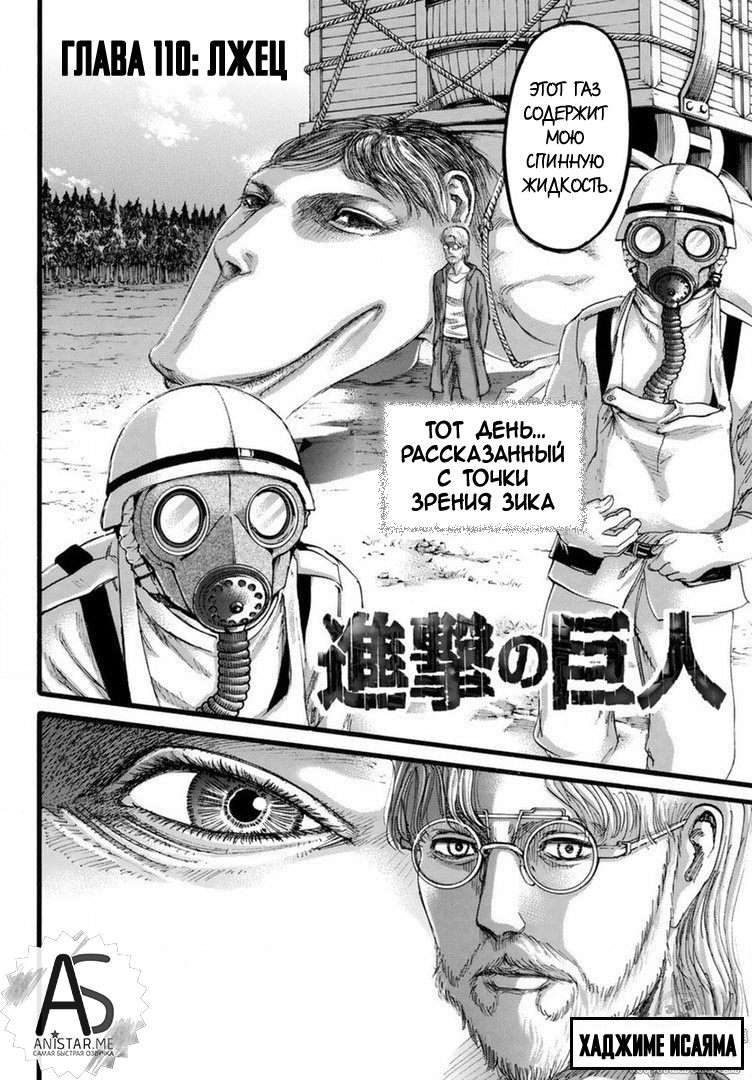 ГЛАВА 110: ЛЖЕЦ
ЭТОТ ГАЗ
СОДЕРЖИТ
МОЮ
СПИННУЮ
ЖИДКОСТЬ.
ТОТ ДЕНЬ...
РАССКАЗАННЫЙ
С ТОЧКИ
ЗРЕНИЯ ЗИКА
進撃の巨人
AS
ANISTAR.ME
САМАЯ БЫСТРАЯ ОЗВУЧКА
ХАДЖИМЕ ИСАЯМА